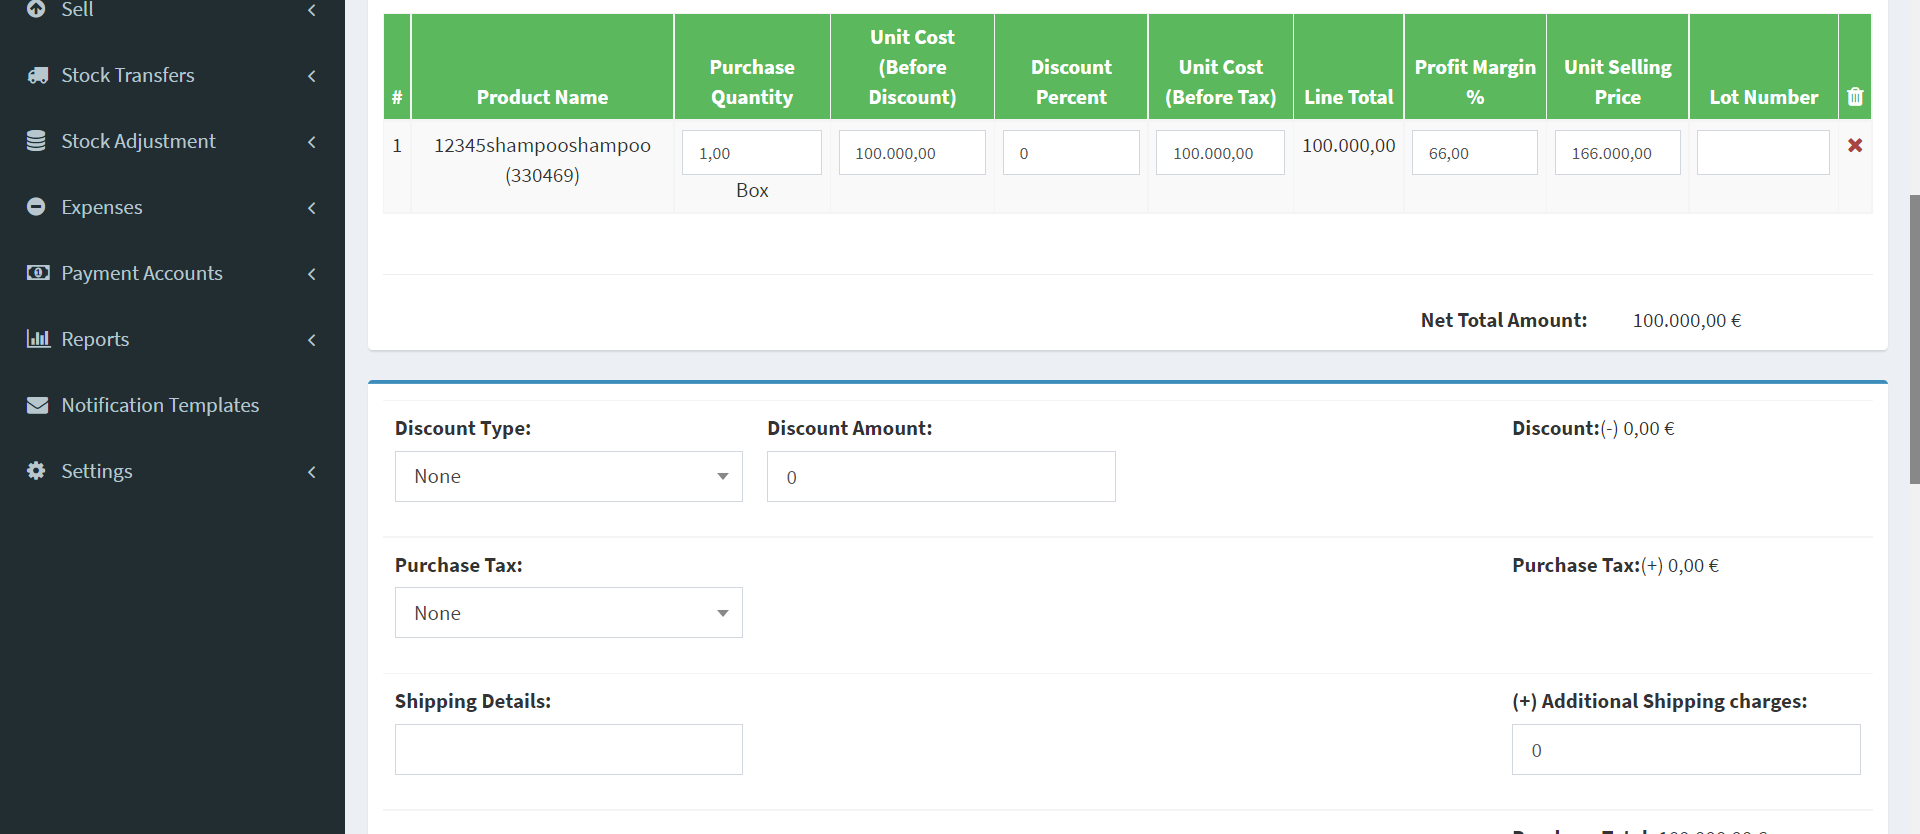 Sell
Stock Transfers
Stock Adjustment
Expenses
Payment Accounts
Reports
Notification Templates
Settings
#
Product Name
Purchase
Quantity
Unit Cost
(Before
Discount)
Discount
Percent
Unit Cost
(Before Tax)
Line Total
Profit Margin
%
Unit Selling
Price
Lot Number
1
12345shampooshampoo
(330469)
1,00
Box
100.000,00
0
100.000,00
100.000,00
66,00
166.000,00
Net Total Amount: 100.000,00 €
Discount Type:
None
Discount Amount:
0
Discount:(-) 0,00 €
Purchase Tax:
None
Purchase Tax:(+) 0,00 €
Shipping Details:
(+) Additional Shipping charges:
0